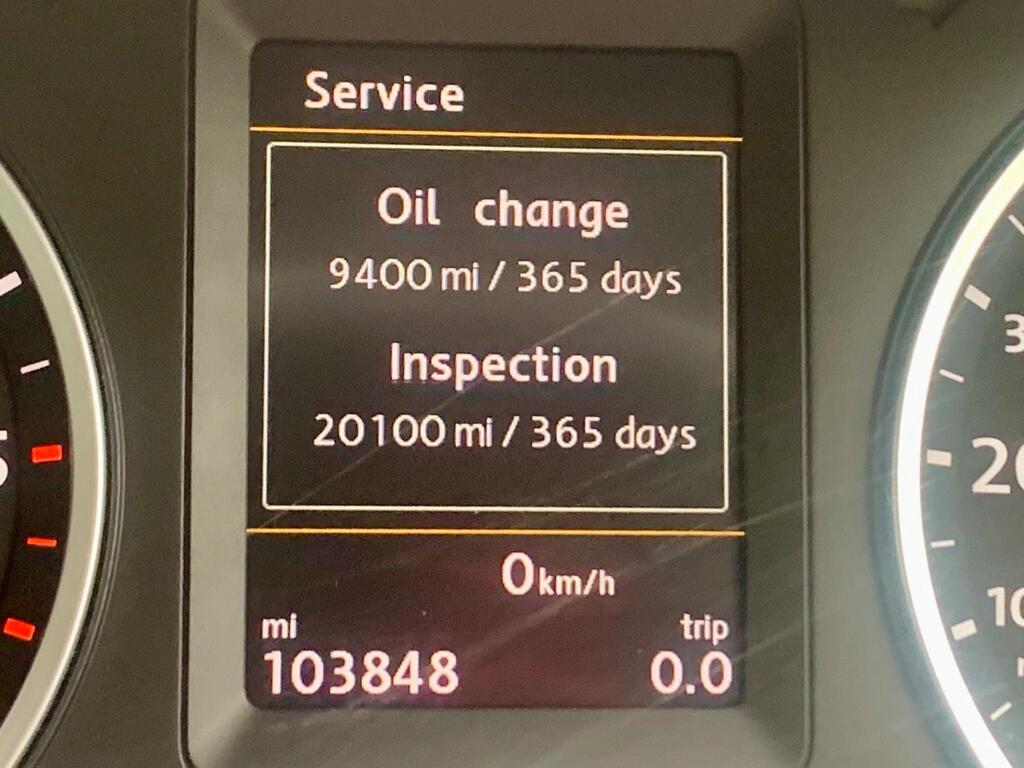 Service
Oil change
9400 mi / 365 days
Inspection
20100 mi / 365 days
0 km/h
mi trip
103848 0.0